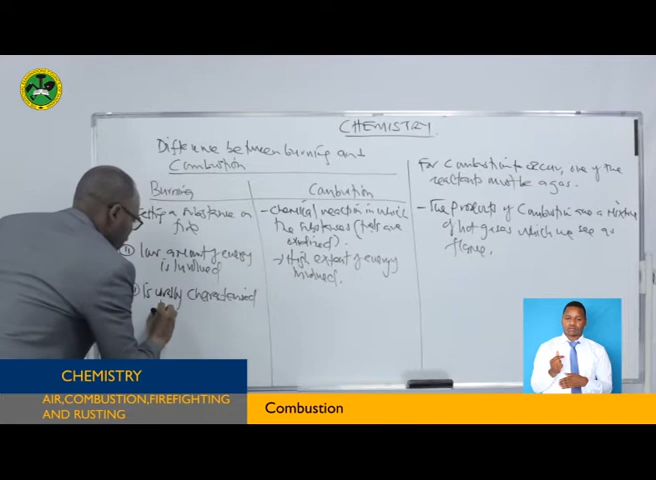 CHEMISTRY
Difference between burning and
Combustion
Burning
Setting a substance on
fire
Low amount of energy
is involved
Is usually characterised
Combustion
- Chemical reaction in which
the substances (fuels are
oxidized).
→ High extent of energy
involved.
For Combustion to occur, one of the
reactants must be a gas.
- The products of Combustion are a mixture
of hot gases which we see as
flame.
CHEMISTRY
AIR,COMBUSTION,FIREFIGHTING
AND RUSTING
Combustion